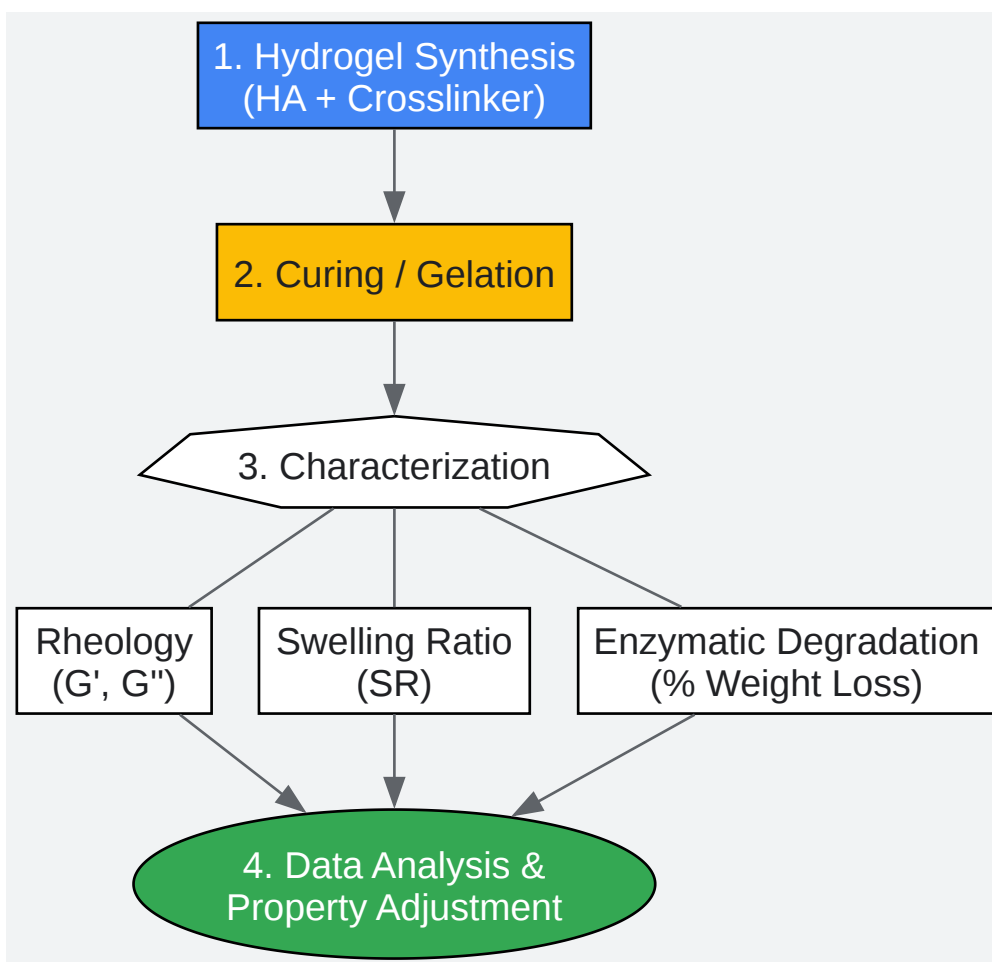 1. Hydrogel Synthesis
(HA + Crosslinker)
2. Curing / Gelation
3. Characterization
Rheology
(G', G")
Swelling Ratio
(SR)
Enzymatic Degradation
(% Weight Loss)
4. Data Analysis &
Property Adjustment